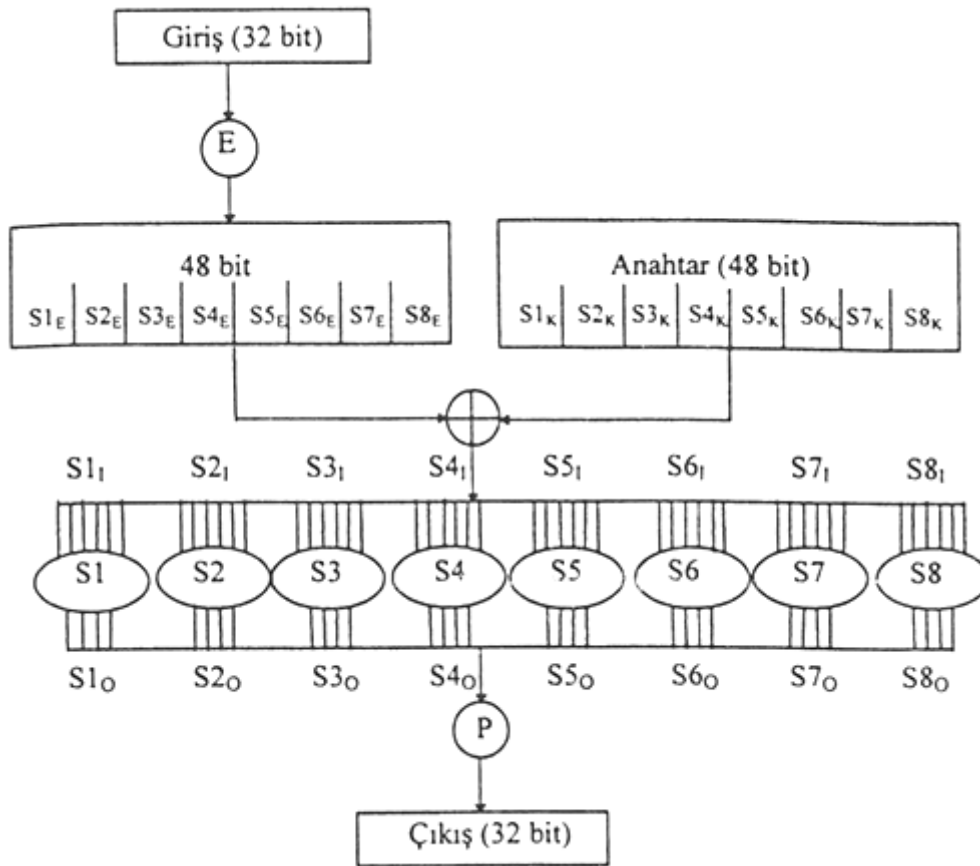 Giriş (32 bit)
E
48 bit
Anahtar (48 bit)
S1E S2E S3E S4E S5E S6E S7E S8E
S1K S2K S3K S4K S5K S6K S7K S8K
S1I S2I S3I S4I S5I S6I S7I S8I
S1 S2 S3 S4 S5 S6 S7 S8
S1O S2O S3O S4O S5O S6O S7O S8O
P
Çıkış (32 bit)